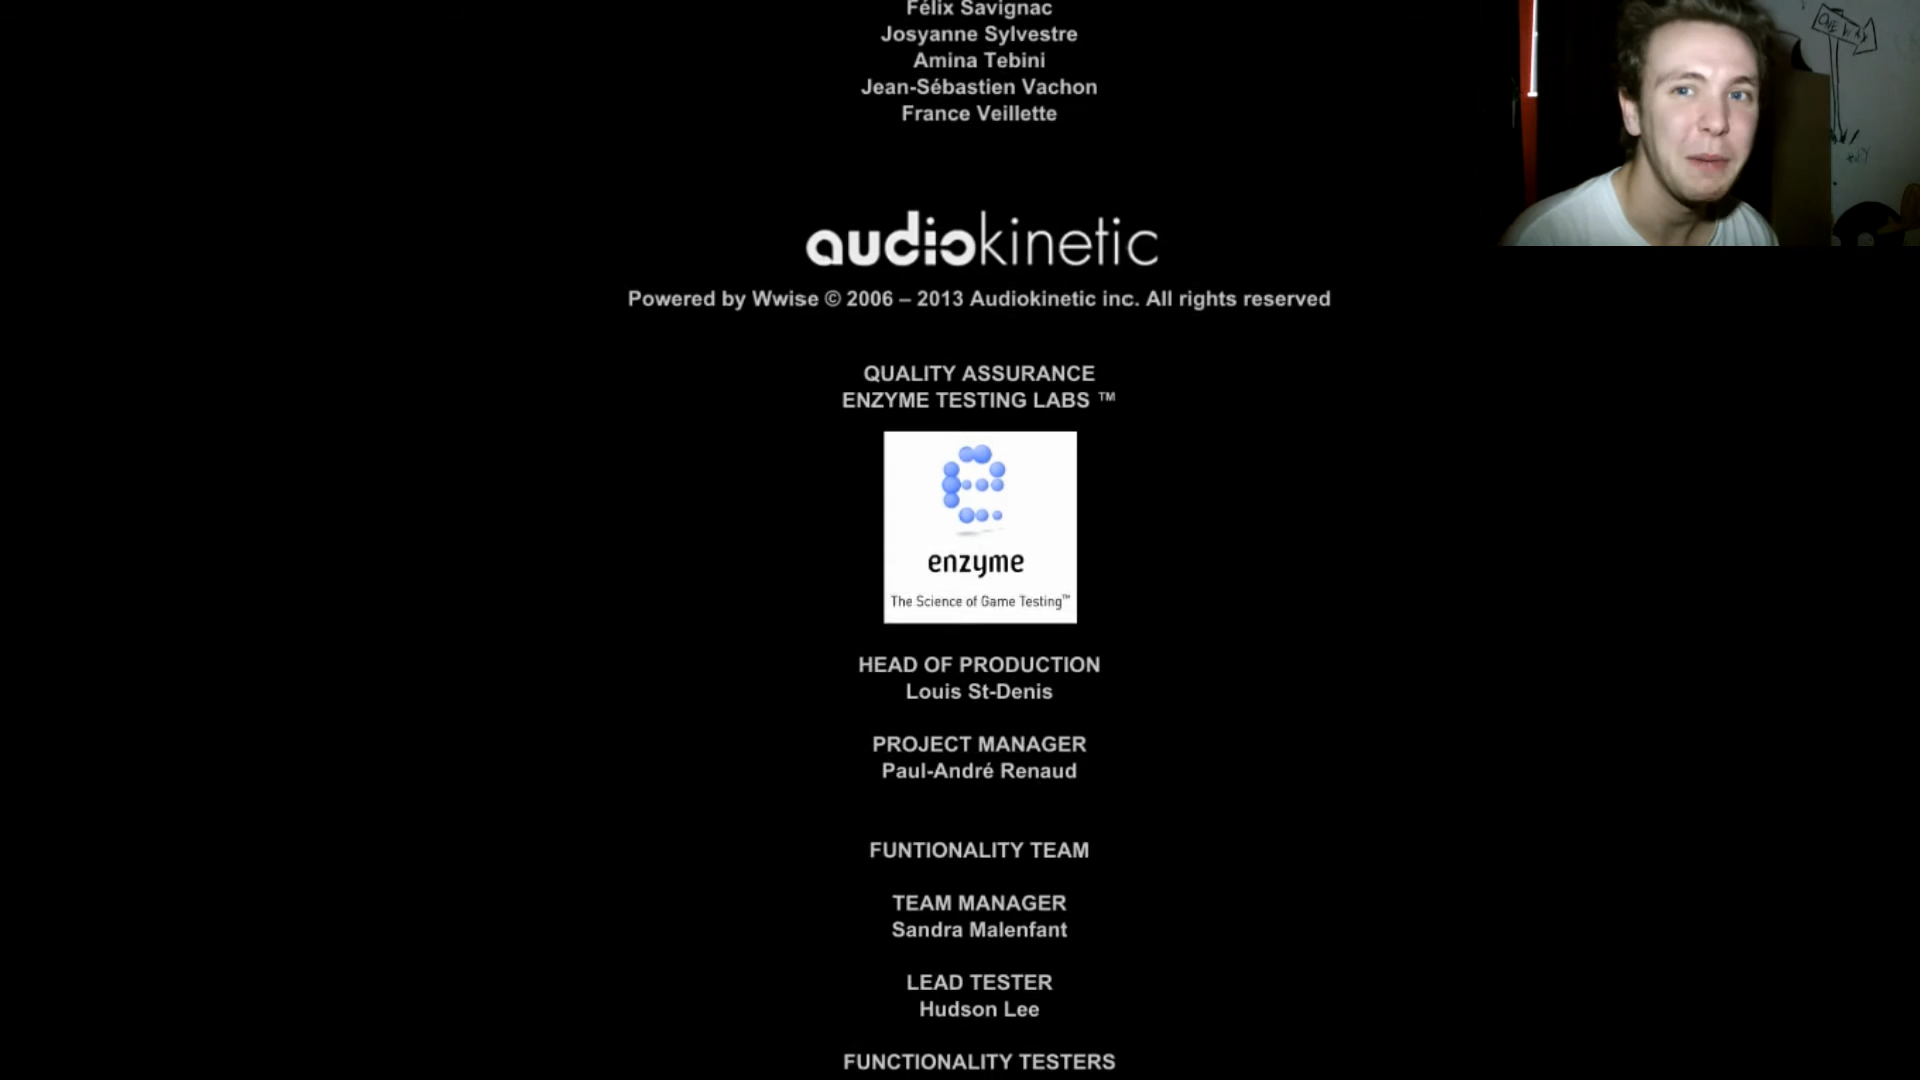 Félix Savignac
Josyanne Sylvestre
Amina Tebini
Jean-Sébastien Vachon
France Veillette
ONE WAY
audiokinetic
Powered by Wwise © 2006 – 2013 Audiokinetic inc. All rights reserved
QUALITY ASSURANCE
ENZYME TESTING LABS ™
enzyme
The Science of Game Testing™
HEAD OF PRODUCTION
Louis St-Denis
PROJECT MANAGER
Paul-André Renaud
FUNTIONALITY TEAM
TEAM MANAGER
Sandra Malenfant
LEAD TESTER
Hudson Lee
FUNCTIONALITY TESTERS